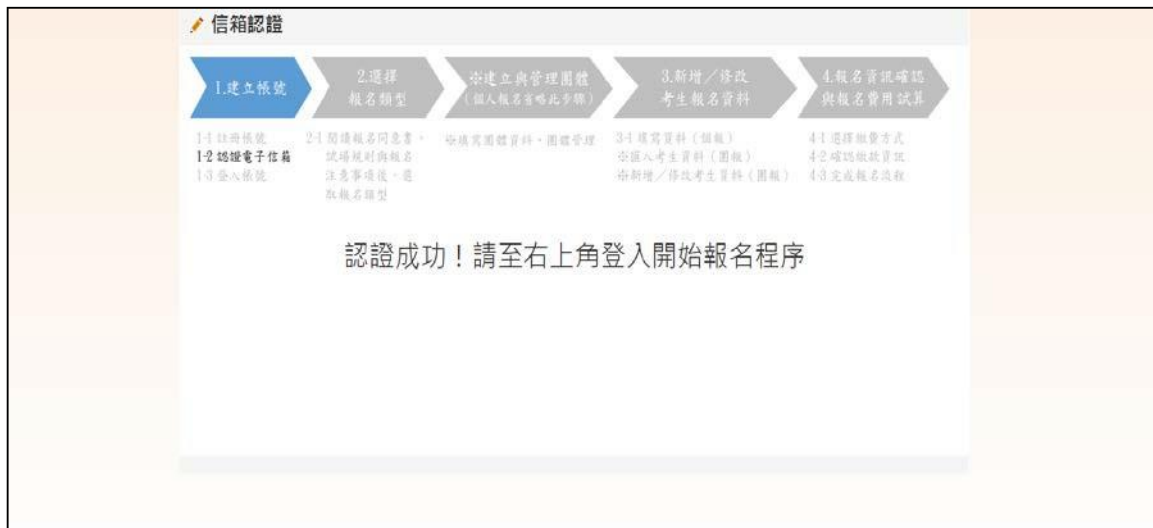 信箱認證
1.建立帳號
2.選擇
報名類型
※建立與管理團體
(個人報名省略此步驟)
3.新增／修改
考生報名資料
4.報名資訊確認
與報名費用試算
1-1 註冊帳號
1-2 認證電子信箱
1-3 登入帳號
2-1 閱讀報名同意書、
試場規則與報名
注意事項後，選
取報名類型
※填寫團體資料、團體管理
3-1 填寫資料(個報)
※匯入考生資料(團報)
※新增／修改考生資料(團報)
4-1 選擇繳費方式
4-2 確認繳款資訊
4-3 完成報名流程
認證成功！請至右上角登入開始報名程序